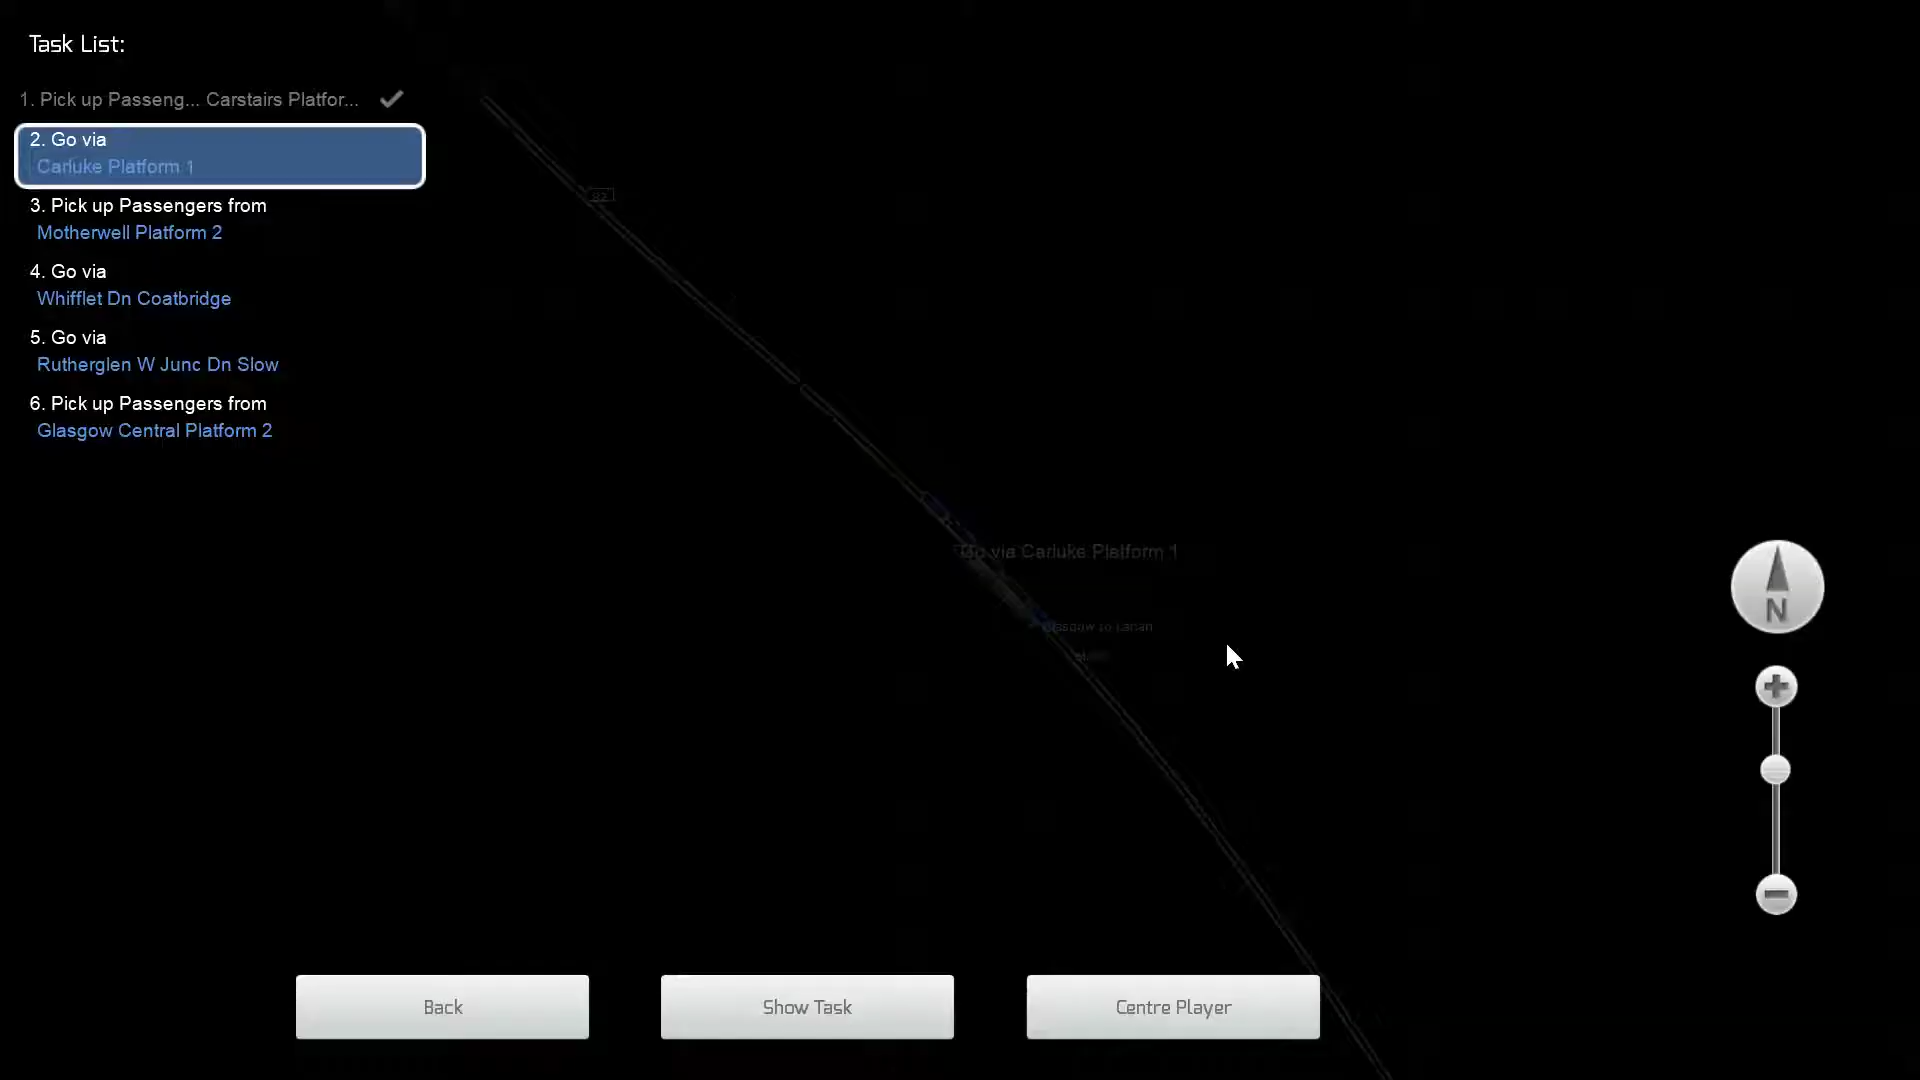 Task List:
1. Pick up Passeng... Carstairs Platfor...
2. Go via
Carluke Platform 1
3. Pick up Passengers from
Motherwell Platform 2
4. Go via
Whifflet Dn Coatbridge
5. Go via
Rutherglen W Junc Dn Slow
6. Pick up Passengers from
Glasgow Central Platform 2
Go via Carluke Platform 1
Glasgow to
N
Back
Show Task
Centre Player